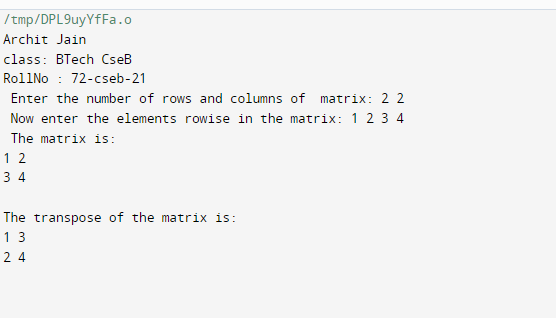 /tmp/DPL9uyYfFa.o
Archit Jain
class: BTech CseB
RollNo : 72-cseb-21
Enter the number of rows and columns of  matrix: 2 2
Now enter the elements rowise in the matrix: 1 2 3 4
The matrix is:
1 2
3 4
The transpose of the matrix is:
1 3
2 4